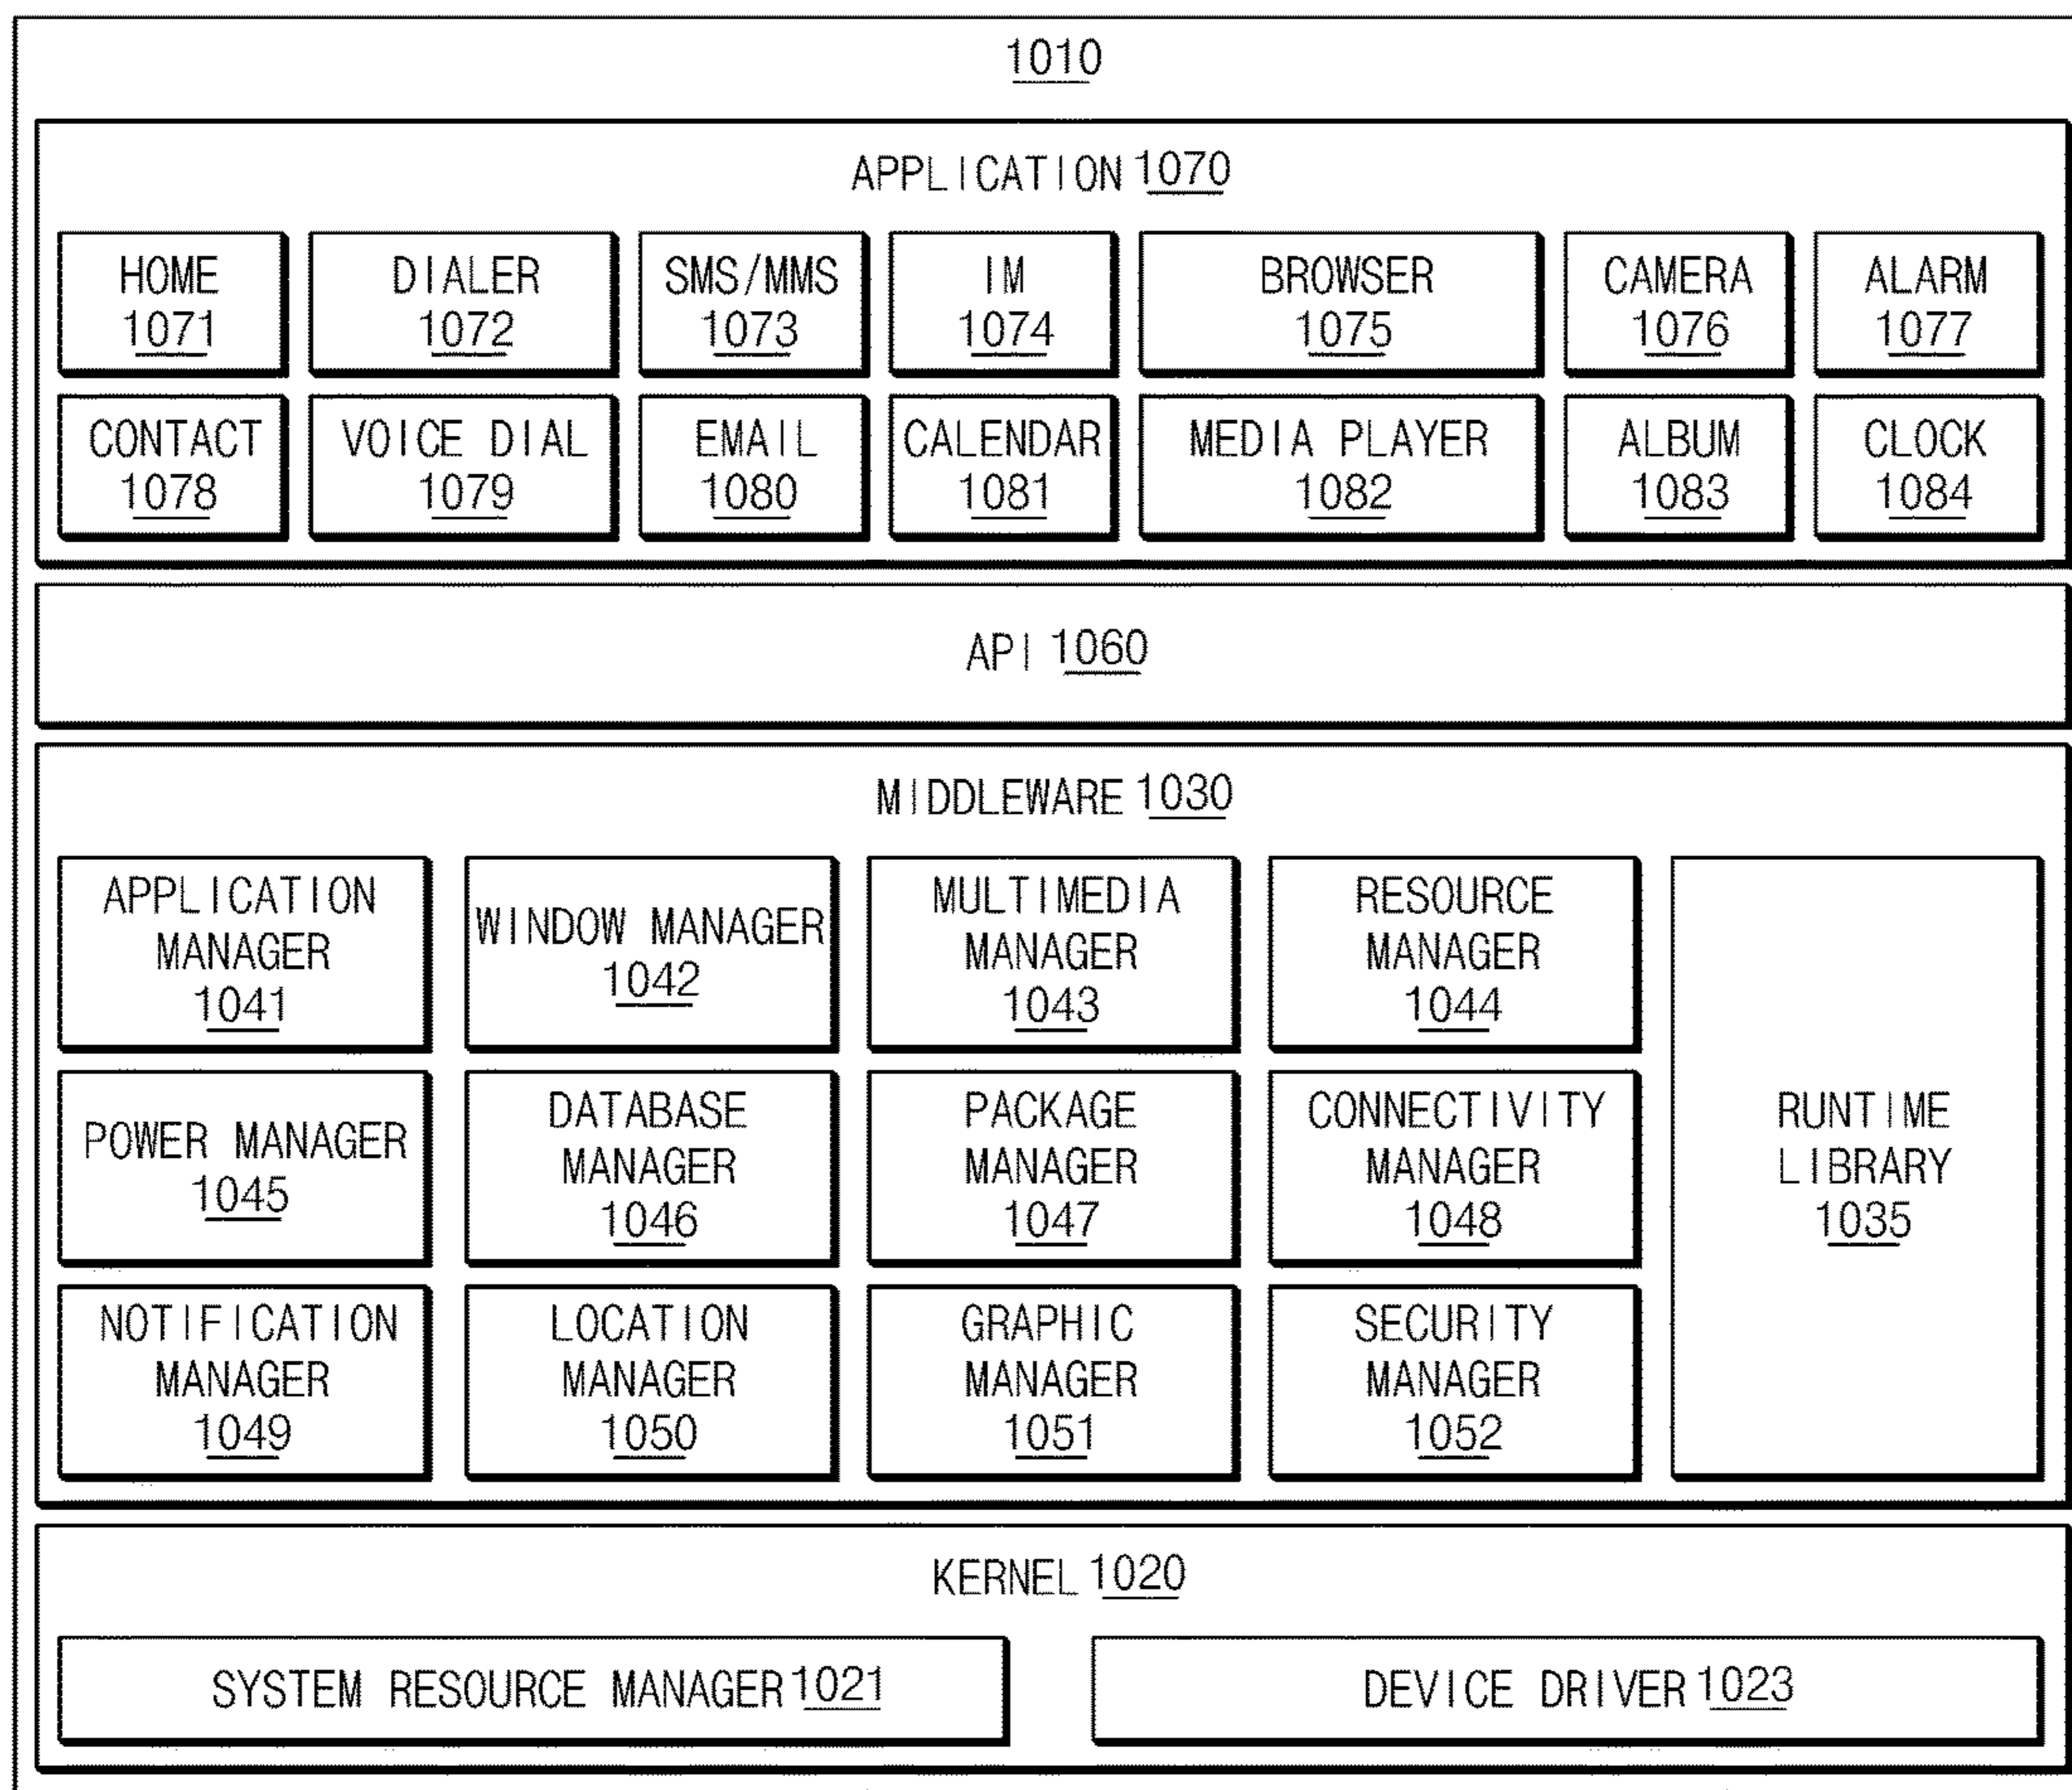 1010
APPLICATION 1070
HOME
1071
DIALER
1072
SMS/MMS
1073
IM
1074
BROWSER
1075
CAMERA
1076
ALARM
1077
CONTACT
1078
VOICE DIAL
1079
EMAIL
1080
CALENDAR
1081
MEDIA PLAYER
1082
ALBUM
1083
CLOCK
1084
API 1060
MIDDLEWARE 1030
APPLICATION
MANAGER
1041
WINDOW MANAGER
1042
MULTIMEDIA
MANAGER
1043
RESOURCE
MANAGER
1044
POWER MANAGER
1045
DATABASE
MANAGER
1046
PACKAGE
MANAGER
1047
CONNECTIVITY
MANAGER
1048
NOTIFICATION
MANAGER
1049
LOCATION
MANAGER
1050
GRAPHIC
MANAGER
1051
SECURITY
MANAGER
1052
RUNTIME
LIBRARY
1035
KERNEL 1020
SYSTEM RESOURCE MANAGER 1021
DEVICE DRIVER 1023